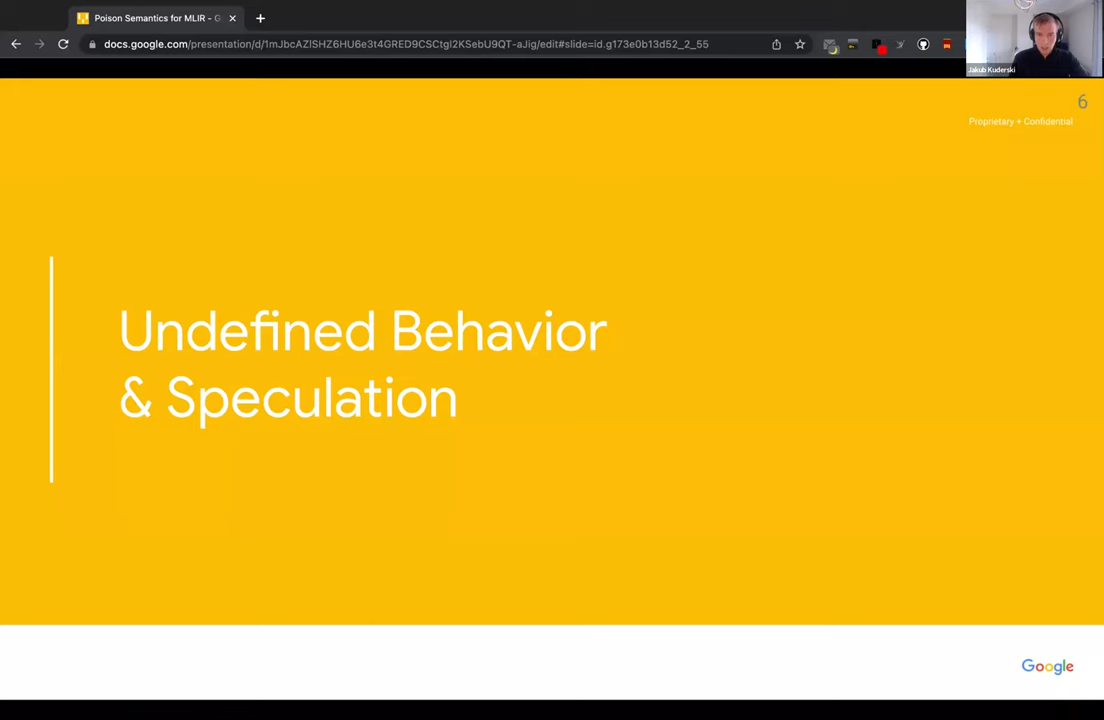 Poison Semantics for MLIR - G
docs.google.com/presentation/d/1mJbcAZlSHZ6HU6e3t4GRED9CSCtgl2KSebU9QT-aJig/edit#slide=id.g173e0b13d52_2_55
Jakub Kuderski
6
Proprietary + Confidential
Undefined Behavior
& Speculation
Google